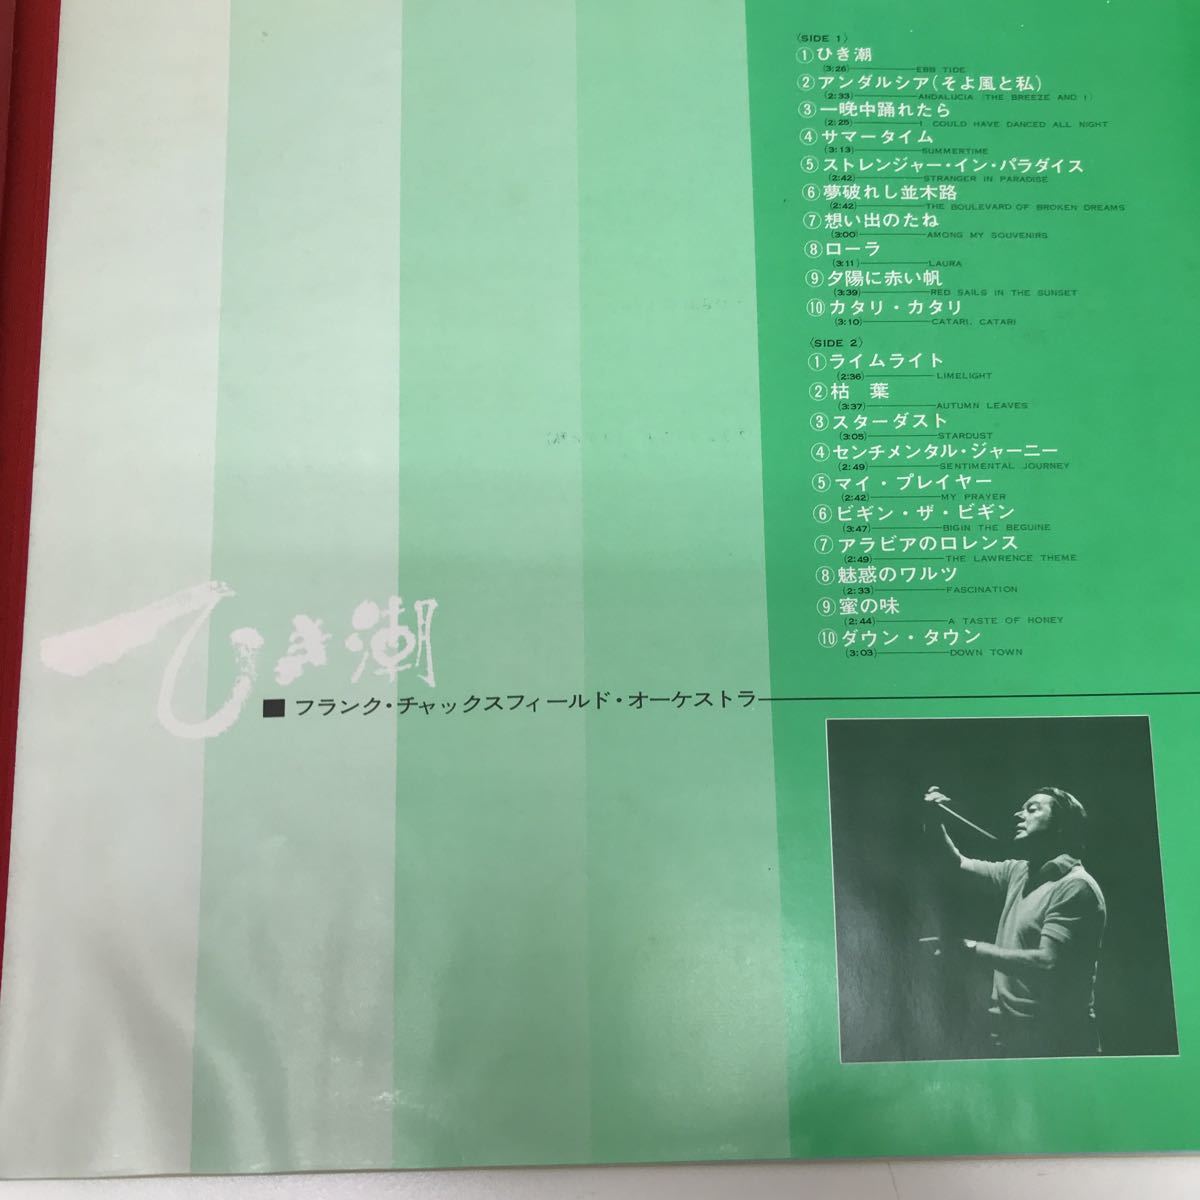 〈SIDE 1〉
①ひき潮
(3:26) EBB TIDE
②アンダルシア(そよ風と私)
(2:33) ANDALUCIA (THE BREEZE AND I)
③一晩中踊れたら
(2:25) I COULD HAVE DANCED ALL NIGHT
④サマータイム
(3:13) SUMMERTIME
⑤ストレンジャー・イン・パラダイス
(2:42) STRANGER IN PARADISE
⑥夢破れし並木路
(2:42) THE BOULEVARD OF BROKEN DREAMS
⑦想い出のたね
(3:00) AMONG MY SOUVENIRS
⑧ローラ
(3:11) LAURA
⑨夕陽に赤い帆
(3:39) RED SAILS IN THE SUNSET
⑩カタリ・カタリ
(3:10) CATARI, CATARI
〈SIDE 2〉
①ライムライト
(2:36) LIMELIGHT
②枯 葉
(3:37) AUTUMN LEAVES
③スターダスト
(3:05) STARDUST
④センチメンタル・ジャーニー
(2:49) SENTIMENTAL JOURNEY
⑤マイ・プレイヤー
(2:42) MY PRAYER
⑥ビギン・ザ・ビギン
(3:47) BIGIN THE BEGUINE
⑦アラビアのロレンス
(2:49) THE LAWRENCE THEME
⑧魅惑のワルツ
(2:33) FASCINATION
⑨蜜の味
(2:44) A TASTE OF HONEY
⑩ダウン・タウン
(3:03) DOWN TOWN
ひき潮
■フランク・チャックスフィールド・オーケストラ